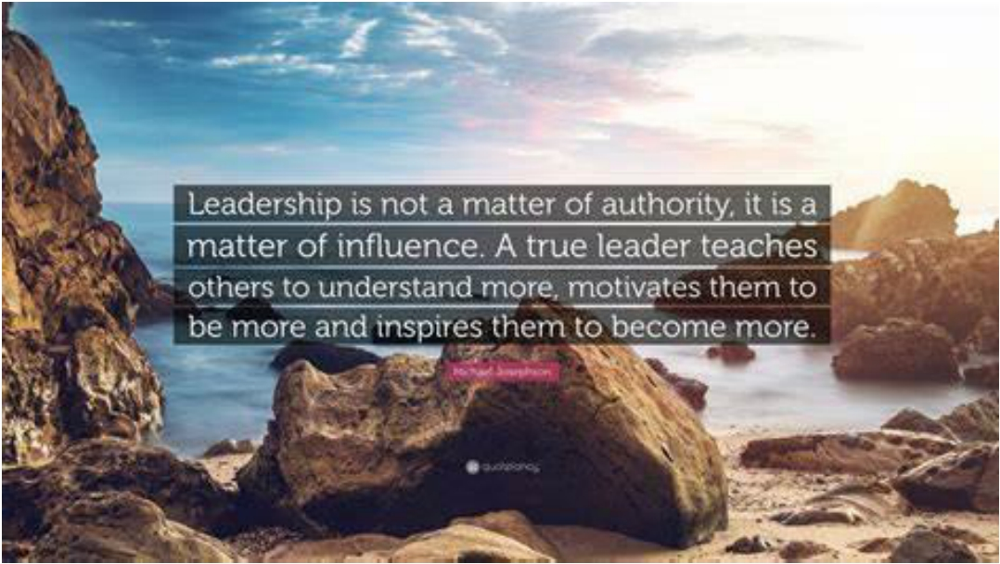 Leadership is not a matter of authority, it is a
matter of influence. A true leader teaches
others to understand more, motivates them to
be more and inspires them to become more.
Michael Josephson
quotefancy